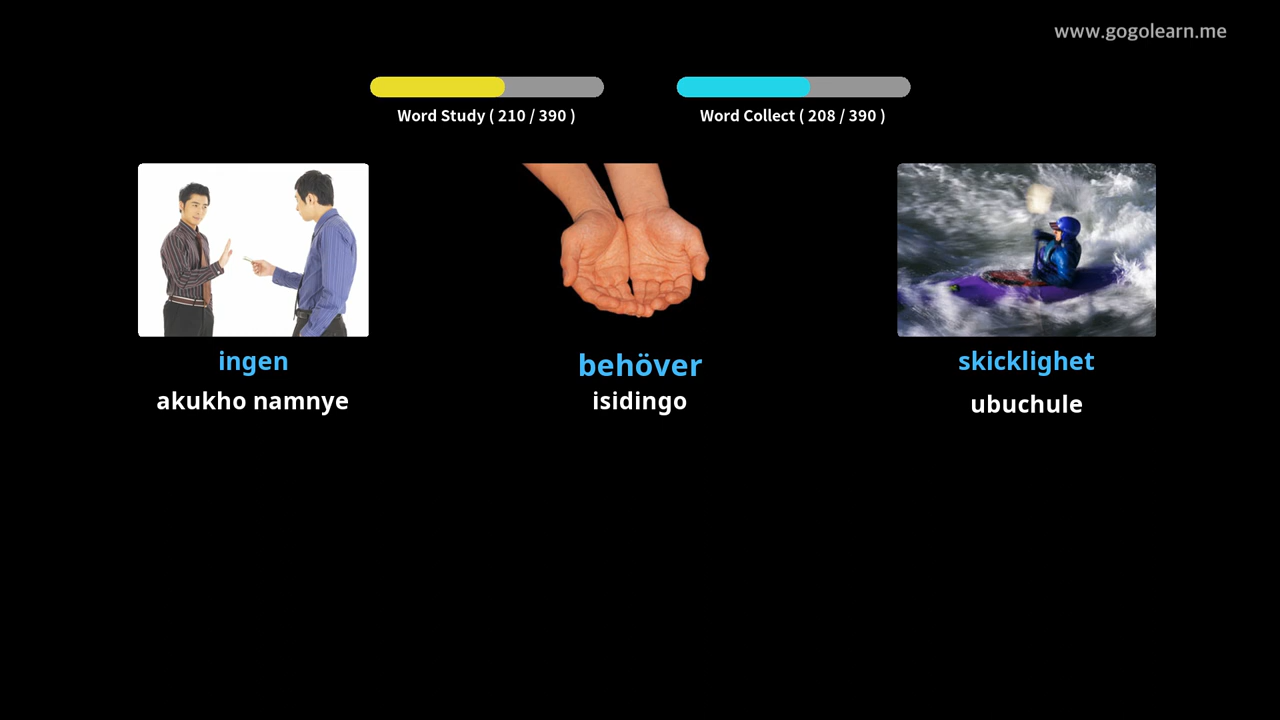 www.gogolearn.me
Word Study ( 210 / 390 )
Word Collect ( 208 / 390 )
ingen
akukho namnye
behöver
isidingo
skicklighet
ubuchule